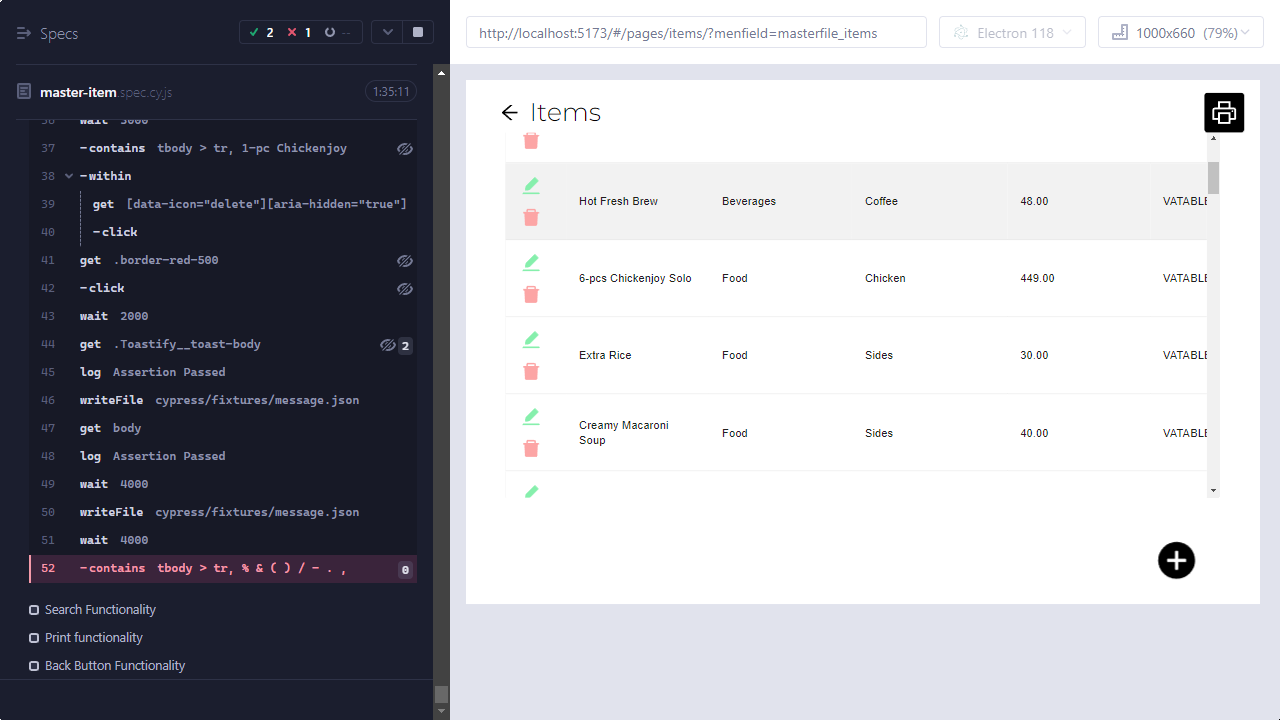 Specs
2 1 --
master-item.spec.cy.js 1:35:11
36 wait 3000
37 -contains tbody > tr, 1-pc Chickenjoy
38 -within
39 get [data-icon="delete"][aria-hidden="true"]
40 -click
41 get .border-red-500
42 -click
43 wait 2000
44 get .Toastify__toast-body 2
45 log Assertion Passed
46 writeFile cypress/fixtures/message.json
47 get body
48 log Assertion Passed
49 wait 4000
50 writeFile cypress/fixtures/message.json
51 wait 4000
52 -contains tbody > tr, % & ( ) / - . , 0
Search Functionality
Print functionality
Back Button Functionality
http://localhost:5173/#/pages/items/?menfield=masterfile_items
Electron 118
1000x660 (79%)
Items
Hot Fresh Brew Beverages Coffee 48.00 VATABLE
6-pcs Chickenjoy Solo Food Chicken 449.00 VATABLE
Extra Rice Food Sides 30.00 VATABLE
Creamy Macaroni
Soup Food Sides 40.00 VATABLE